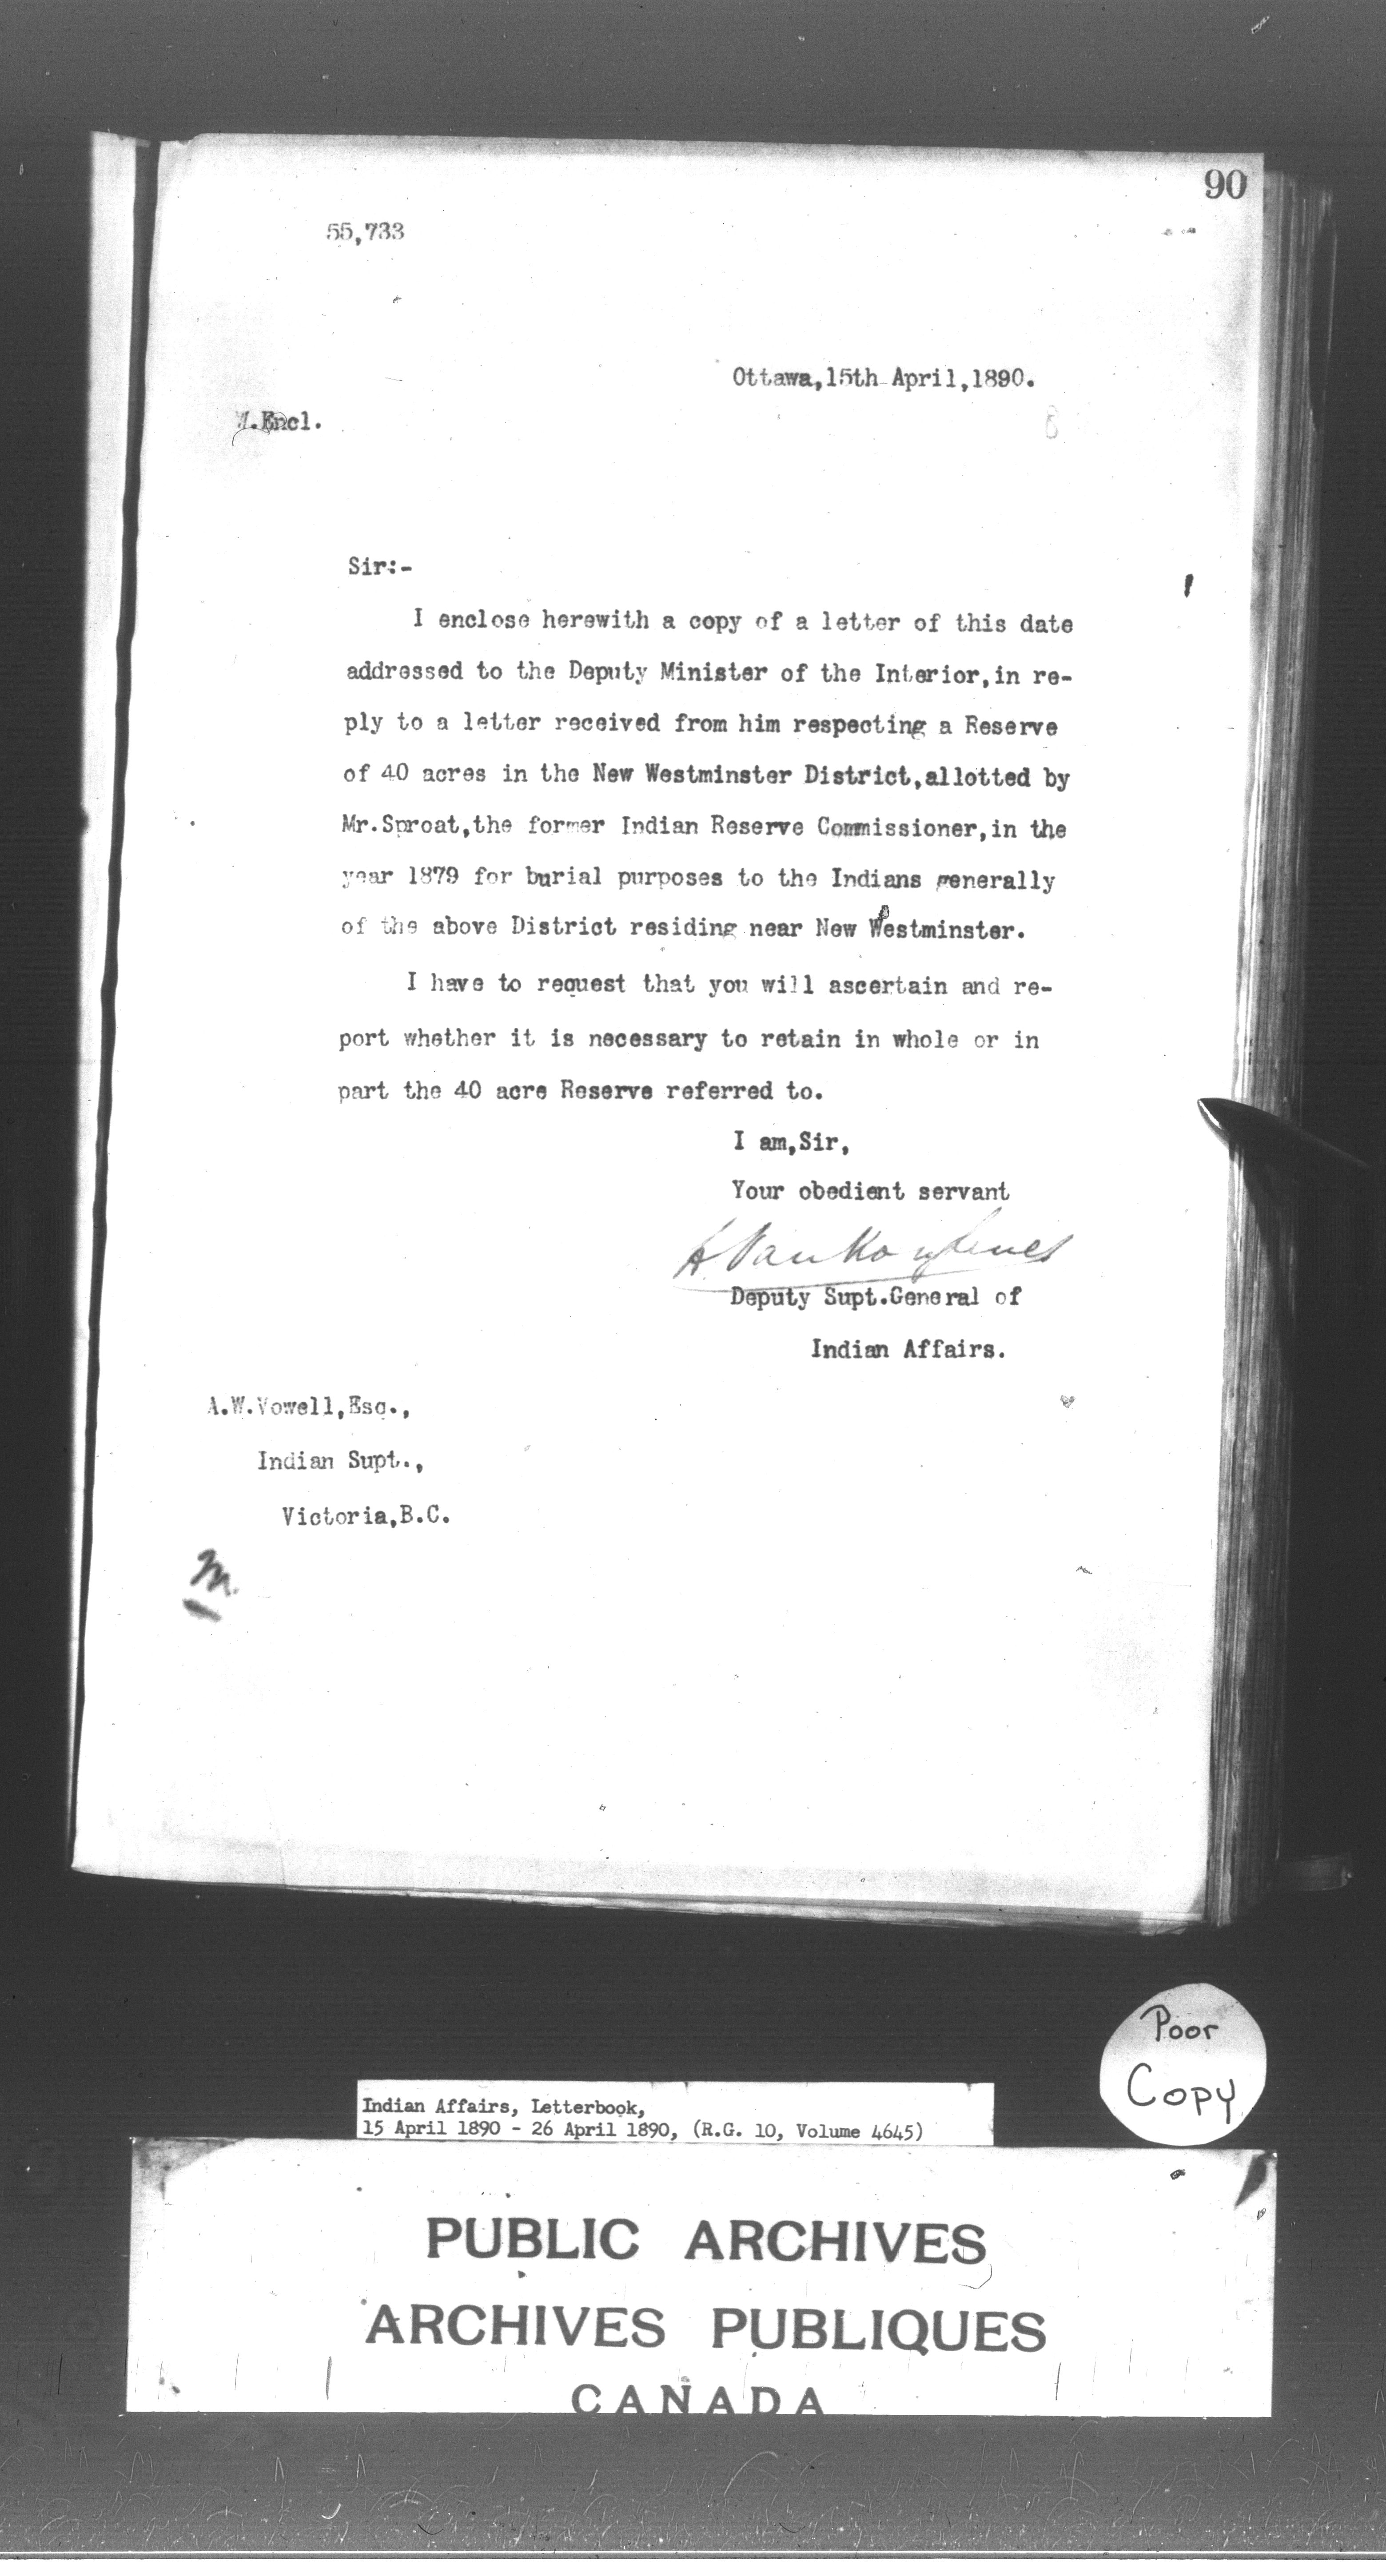 90
55,733
Ottawa,15th April,1890.
M.Encl.
Sir:-
I enclose herewith a copy of a letter of this date
addressed to the Deputy Minister of the Interior,in re-
ply to a letter received from him respecting a Reserve
of 40 acres in the New Westminster District,allotted by
Mr.Sproat,the former Indian Reserve Commissioner,in the
year 1879 for burial purposes to the Indians generally
of the above District residing near New Westminster.
I have to request that you will ascertain and re-
port whether it is necessary to retain in whole or in
part the 40 acre Reserve referred to.
I am,Sir,
Your obedient servant
L. Vankoughnet
Deputy Supt.General of
Indian Affairs.
A.W.Vowell,Esq.,
Indian Supt.,
Victoria,B.C.
M.
Poor
Copy
Indian Affairs, Letterbook,
15 April 1890 - 26 April 1890, (R.G. 10, Volume 4645)
PUBLIC ARCHIVES
ARCHIVES PUBLIQUES
CANADA